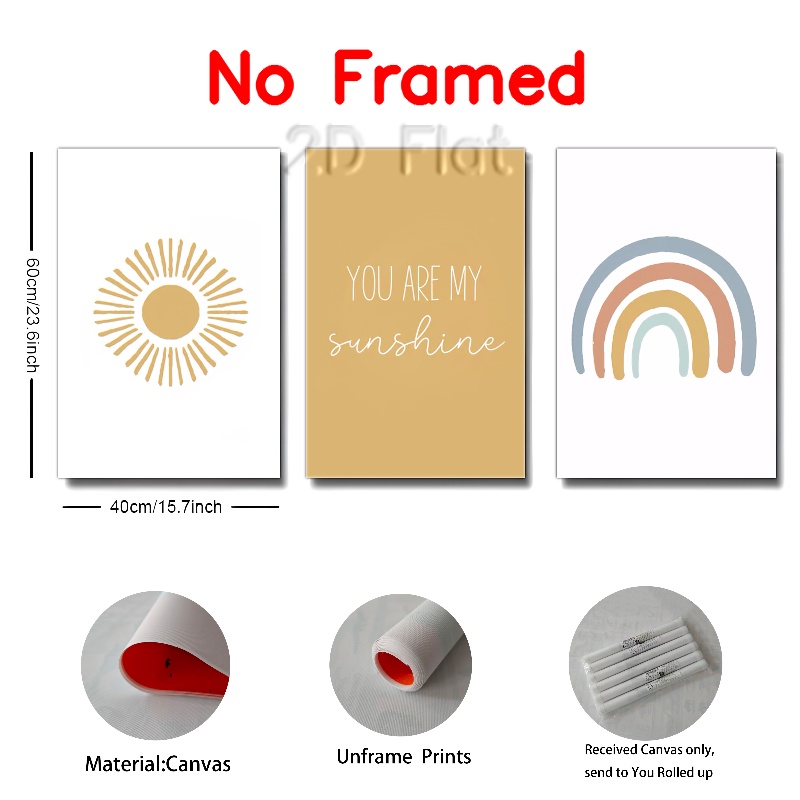 No Framed
2D Flat
60cm/23.6inch
YOU ARE MY
sunshine
40cm/15.7inch
Material:Canvas
Unframe Prints
Received Canvas only,
send to You Rolled up